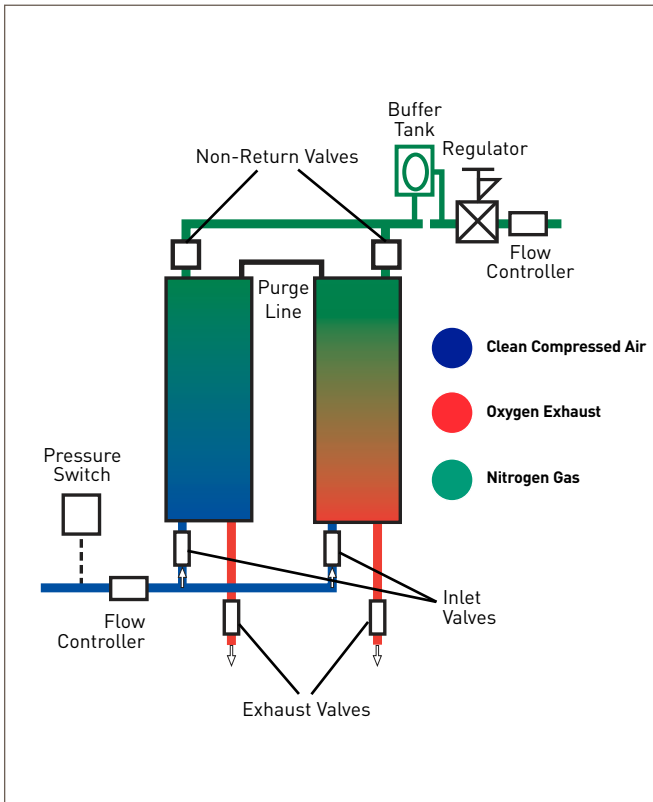 Buffer
Tank
Regulator
Non-Return Valves
Flow
Controller
Purge
Line
Clean Compressed Air
Oxygen Exhaust
Nitrogen Gas
Pressure
Switch
Flow
Controller
Inlet
Valves
Exhaust Valves